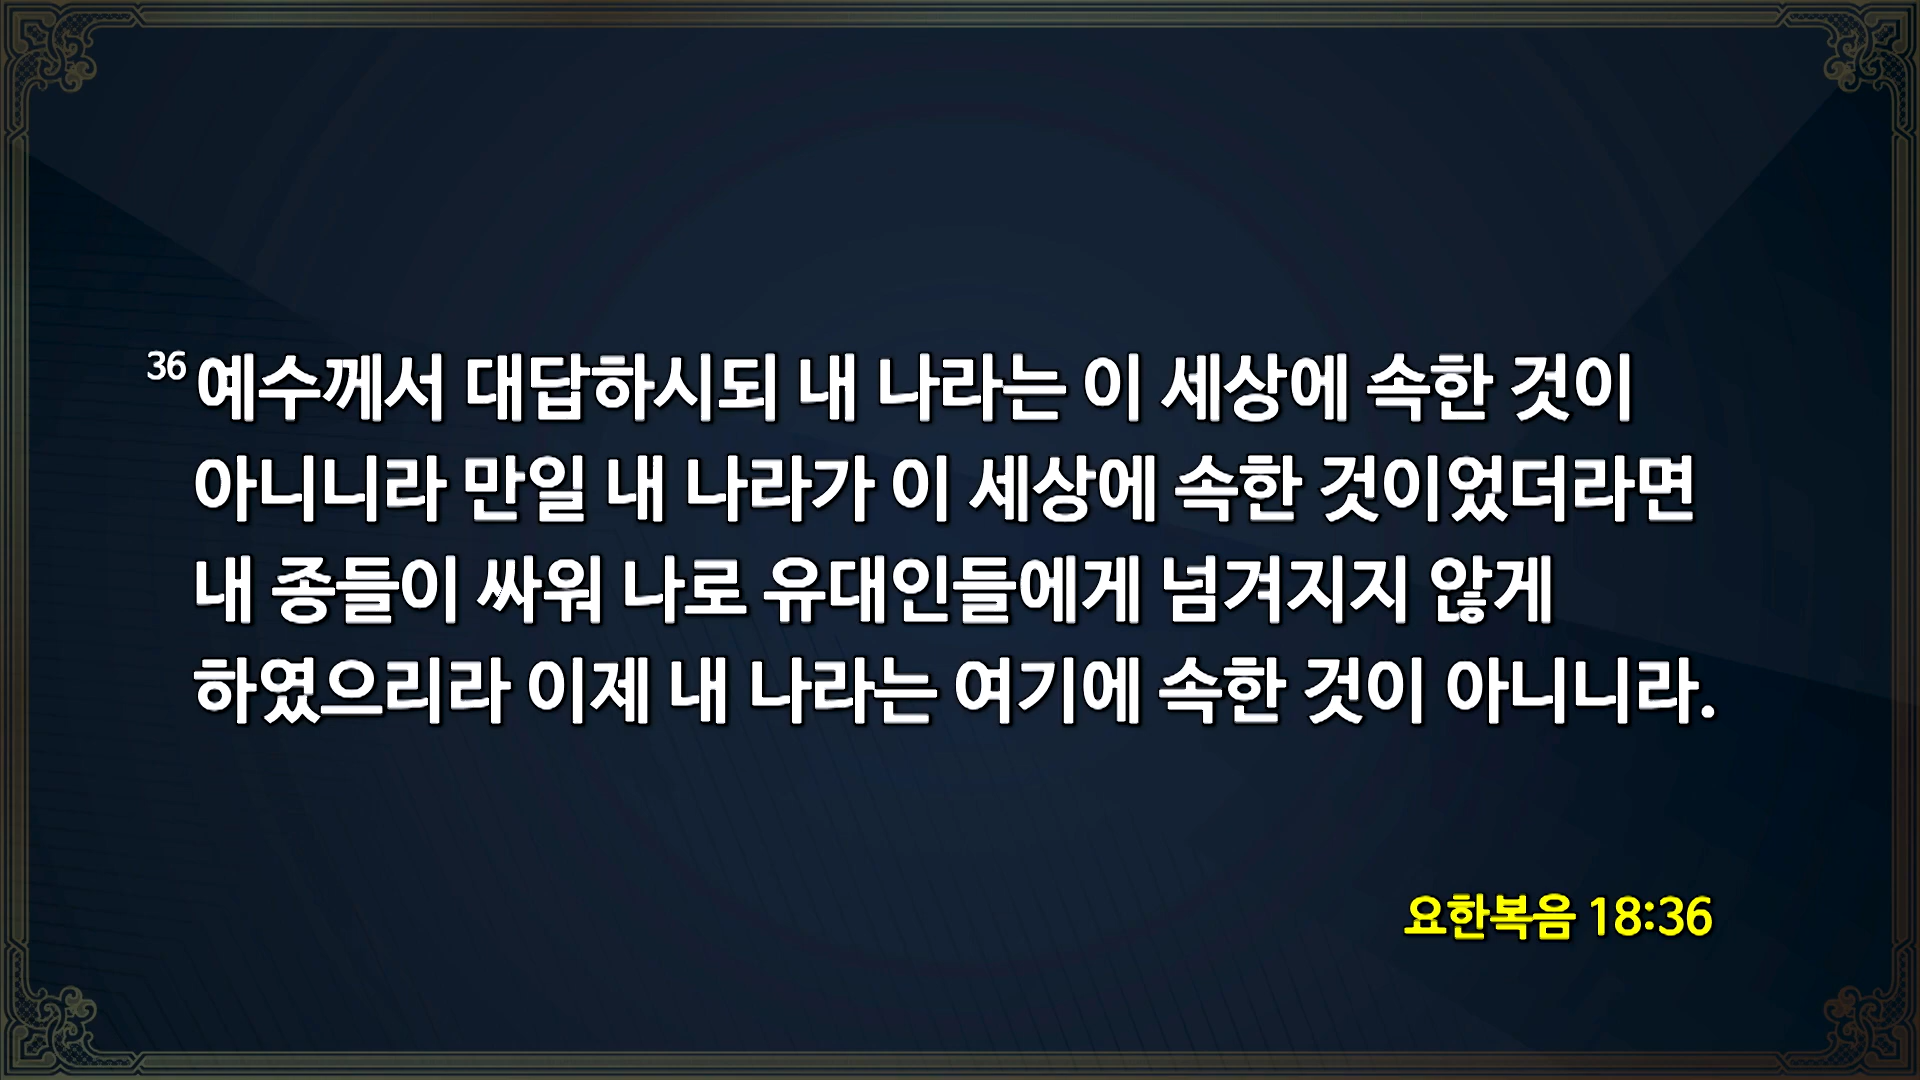 36 예수께서 대답하시되 내 나라는 이 세상에 속한 것이
아니니라 만일 내 나라가 이 세상에 속한 것이었더라면
내 종들이 싸워 나로 유대인들에게 넘겨지지 않게
하였으리라 이제 내 나라는 여기에 속한 것이 아니니라.
요한복음 18:36